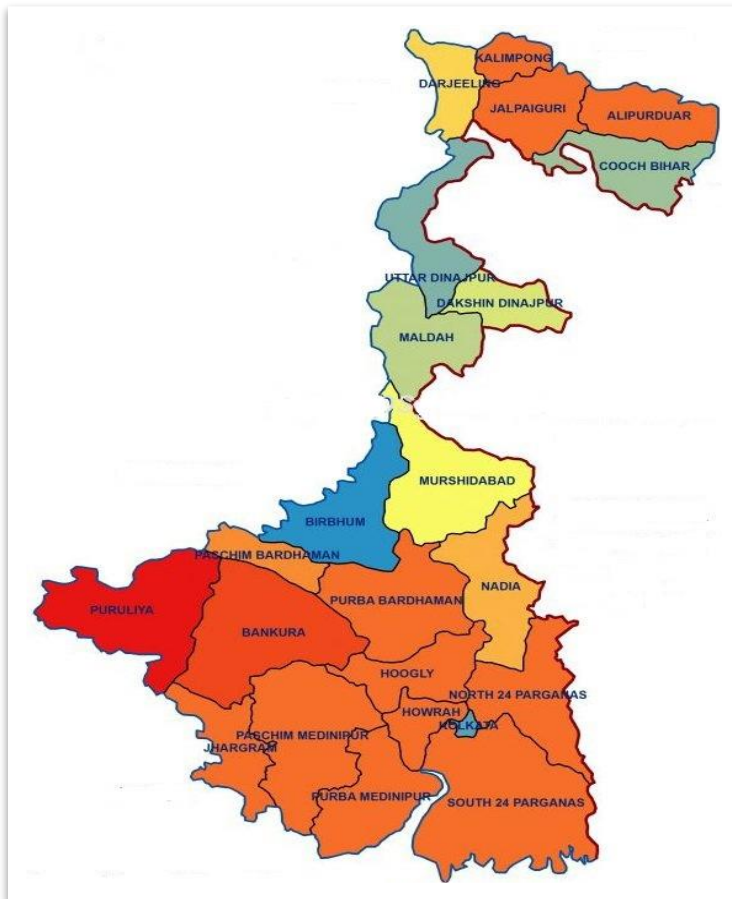 KALIMPONG
DARJEELING
JALPAIGURI
ALIPURDUAR
COOCH BIHAR
UTTAR DINAJPUR
DAKSHIN DINAJPUR
MALDAH
MURSHIDABAD
BIRBHUM
PASCHIM BARDHAMAN
NADIA
PURBA BARDHAMAN
PURULIYA
BANKURA
HOOGLY
NORTH 24 PARGANAS
HOWRAH
KOLKATA
PASCHIM MEDINIPUR
JHARGRAM
PURBA MEDINIPUR
SOUTH 24 PARGANAS